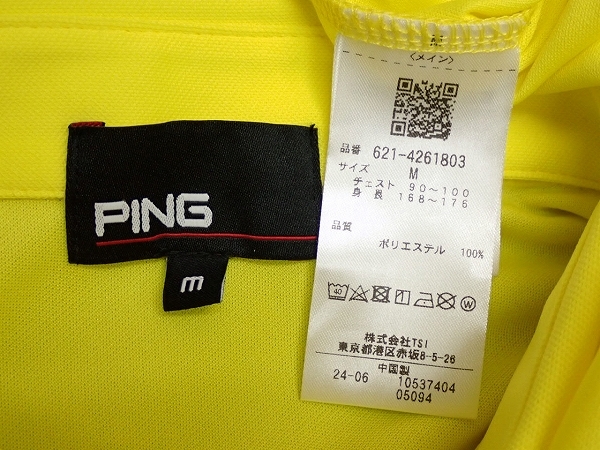 PING
m
〈メイン〉
品番 621-4261803
サイズ M
チェスト 90〜100
身長 168〜176
品質
ポリエステル 100%
40
W
株式会社TSI
東京都港区赤坂8-5-26
中国製
24-06 10537404
05094